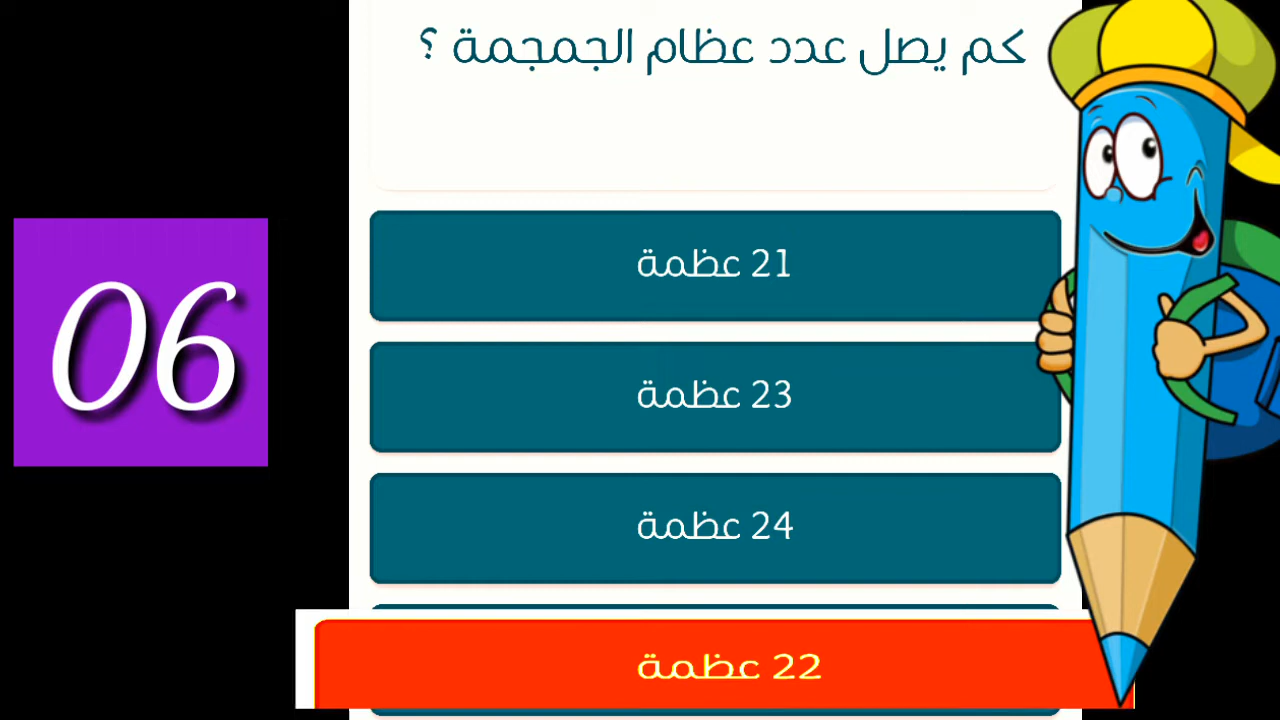 كم يصل عدد عظام الجمجمة ؟
06
21 عظمة
23 عظمة
24 عظمة
22 عظمة